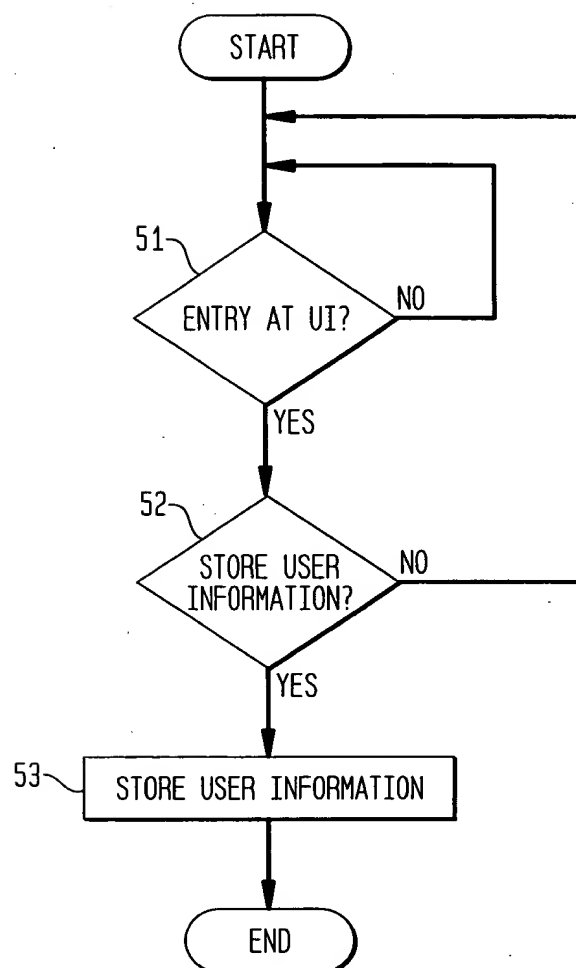 START
51
ENTRY AT UI?
NO
YES
52
STORE USER
INFORMATION?
NO
YES
53
STORE USER INFORMATION
END